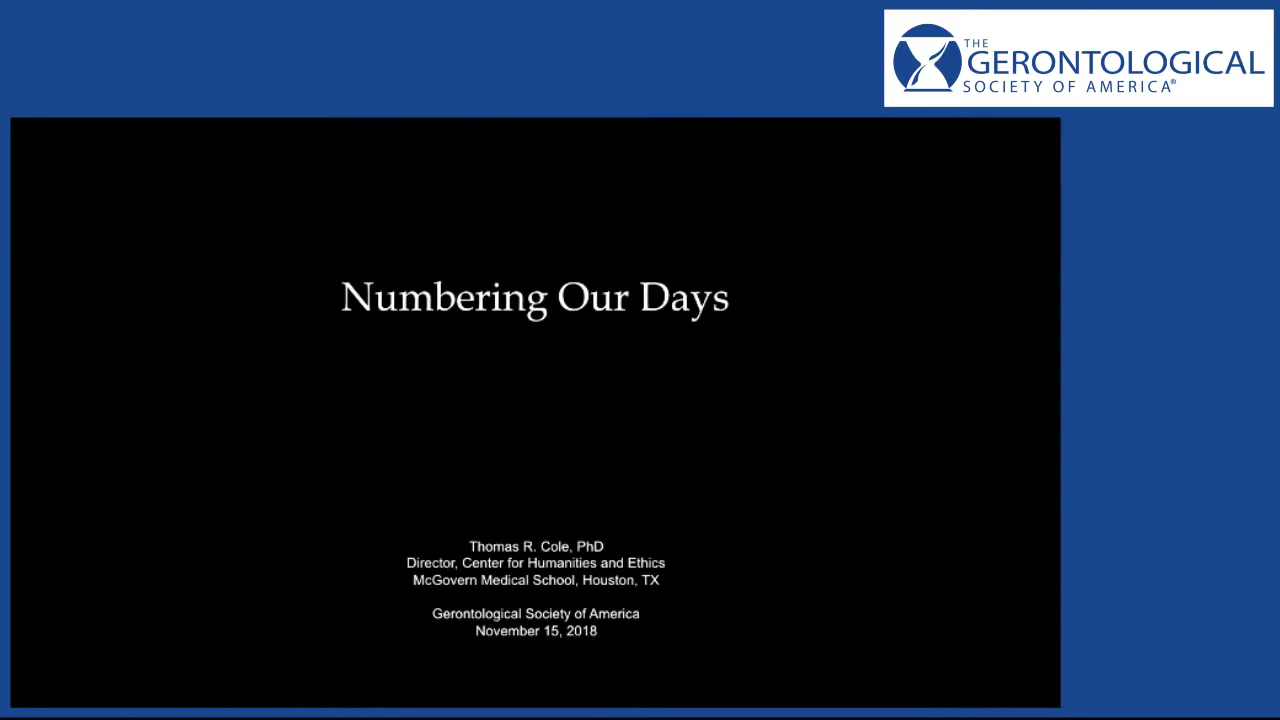 THE
GERONTOLOGICAL
SOCIETY OF AMERICA®
Numbering Our Days
Thomas R. Cole, PhD
Director, Center for Humanities and Ethics
McGovern Medical School, Houston, TX
Gerontological Society of America
November 15, 2018